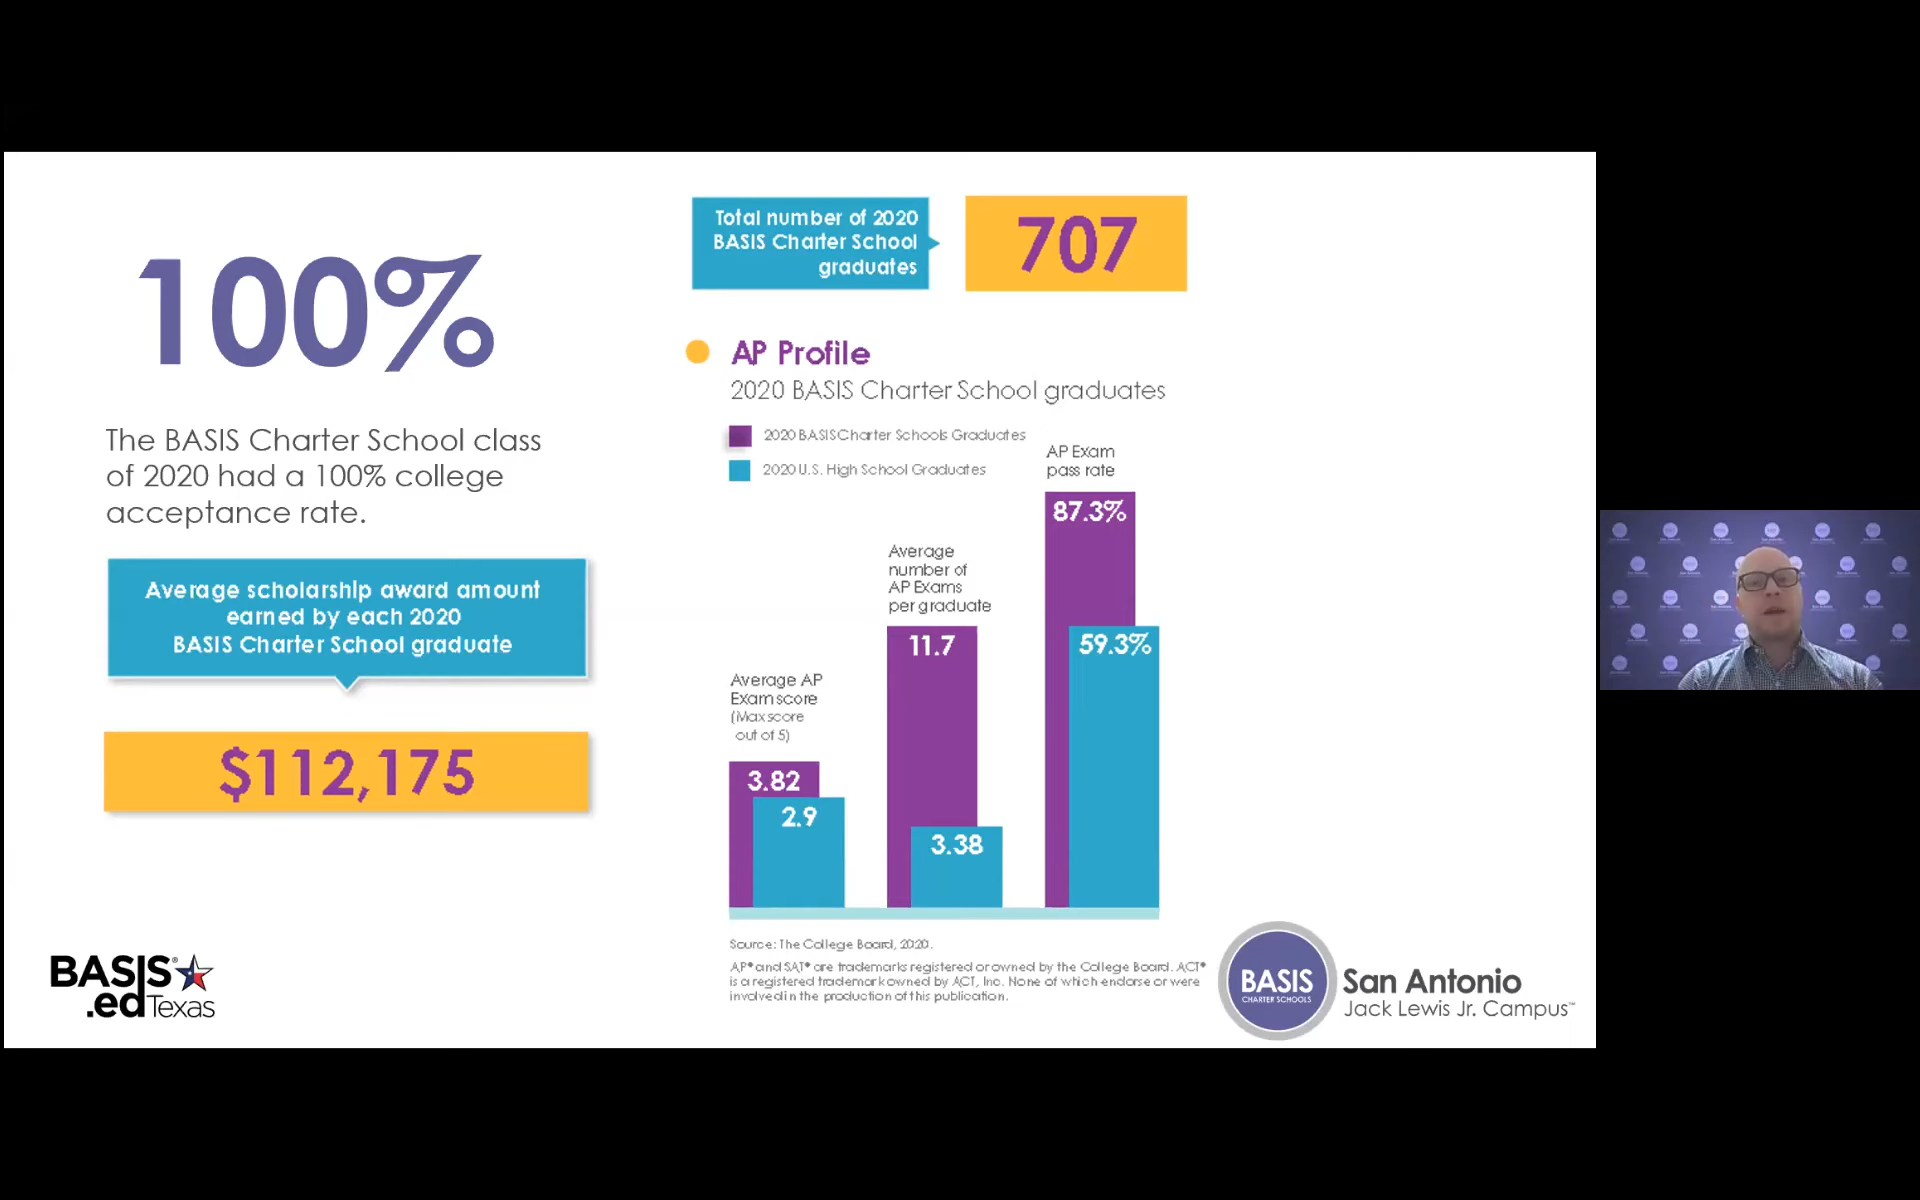 100%
The BASIS Charter School class
of 2020 had a 100% college
acceptance rate.
Average scholarship award amount
earned by each 2020
BASIS Charter School graduate
$112,175
Total number of 2020
BASIS Charter School
graduates
707
AP Profile
2020 BASIS Charter School graduates
2020 BASIS Charter Schools Graduates
2020 U.S. High School Graduates
Average AP
Exam score
(Max score
out of 5)
3.82
2.9
Average
number of
AP Exams
per graduate
11.7
3.38
AP Exam
pass rate
87.3%
59.3%
Source: The College Board, 2020.
AP® and SAT® are trademarks registered or owned by the College Board. ACT®
is a registered trademark owned by ACT, Inc. None of which endorse or were
involved in the production of this publication.
BASIS®
.ed Texas
BASIS
CHARTER SCHOOLS
San Antonio
Jack Lewis Jr. Campus™